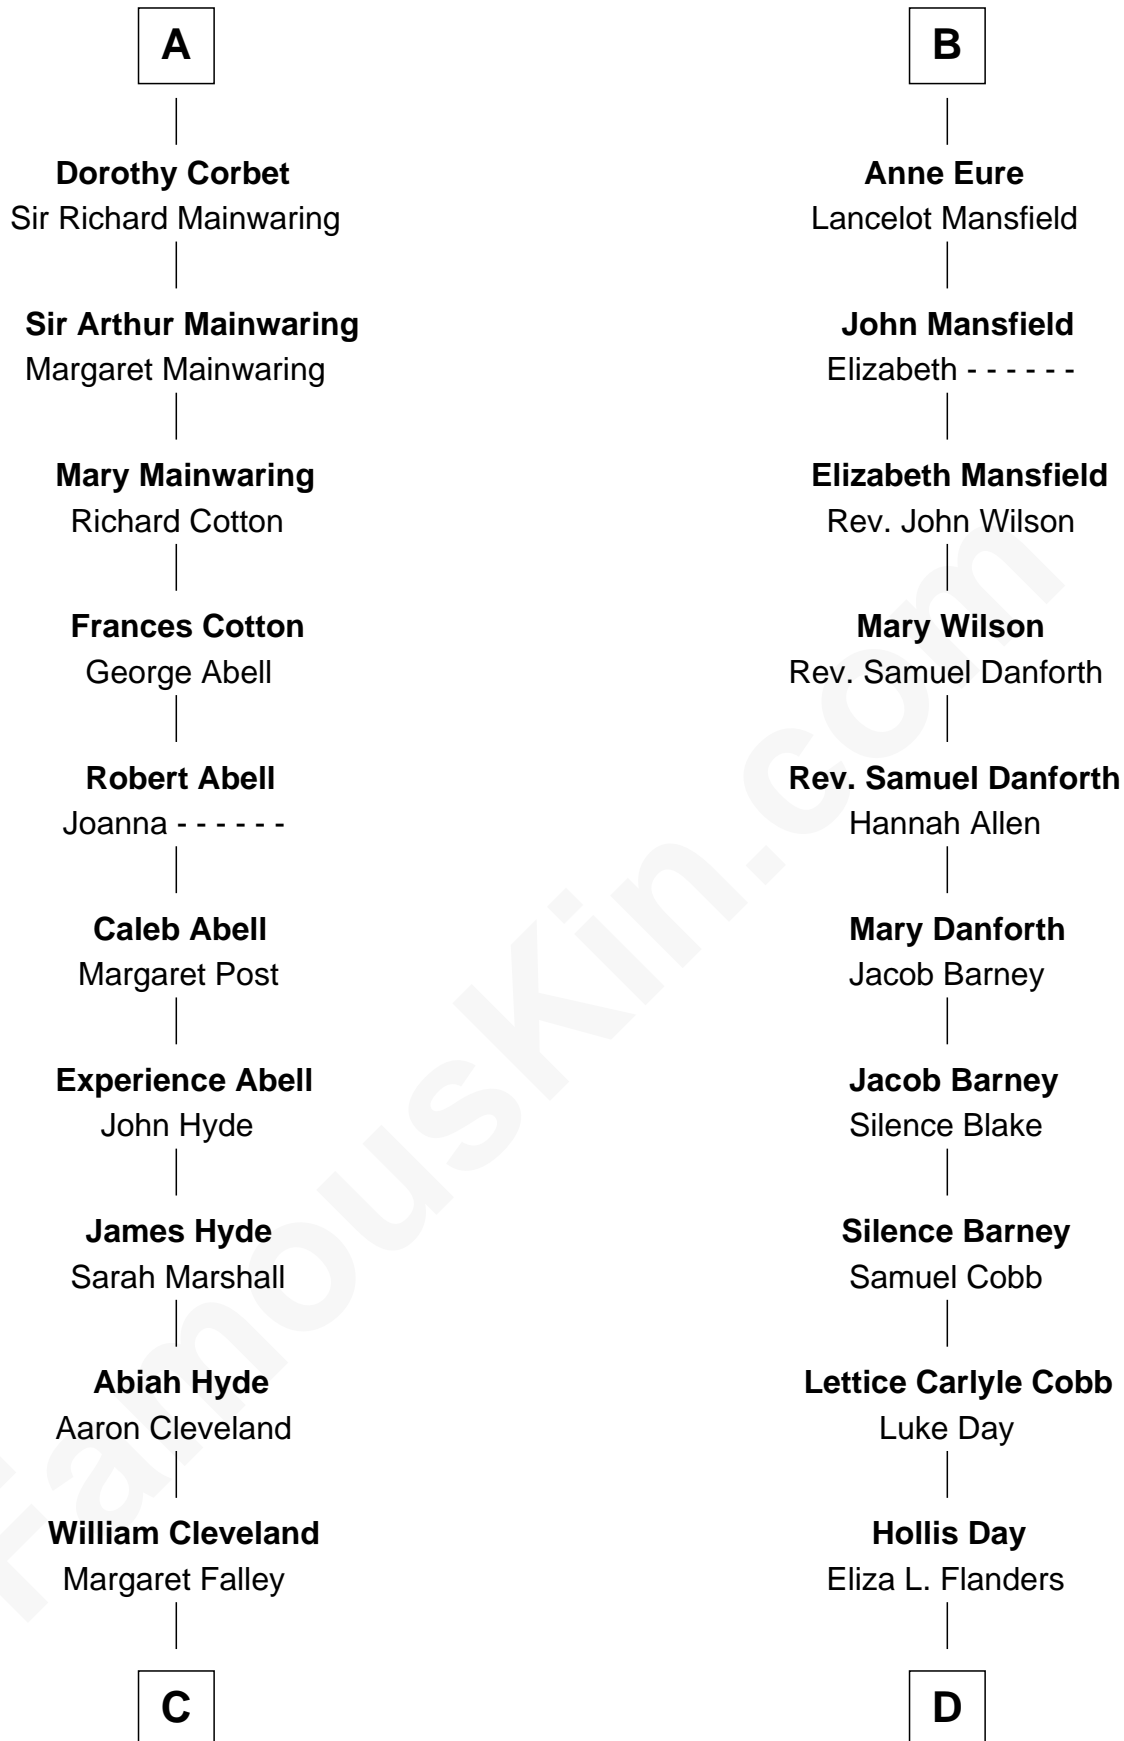 A
Dorothy Corbet
Sir Richard Mainwaring
Sir Arthur Mainwaring
Margaret Mainwaring
Mary Mainwaring
Richard Cotton
Frances Cotton
George Abell
Robert Abell
Joanna - - - - - -
Caleb Abell
Margaret Post
Experience Abell
John Hyde
James Hyde
Sarah Marshall
Abiah Hyde
Aaron Cleveland
William Cleveland
Margaret Falley
C
B
Anne Eure
Lancelot Mansfield
John Mansfield
Elizabeth - - - - - -
Elizabeth Mansfield
Rev. John Wilson
Mary Wilson
Rev. Samuel Danforth
Rev. Samuel Danforth
Hannah Allen
Mary Danforth
Jacob Barney
Jacob Barney
Silence Blake
Silence Barney
Samuel Cobb
Lettice Carlyle Cobb
Luke Day
Hollis Day
Eliza L. Flanders
D
FamousKin.com